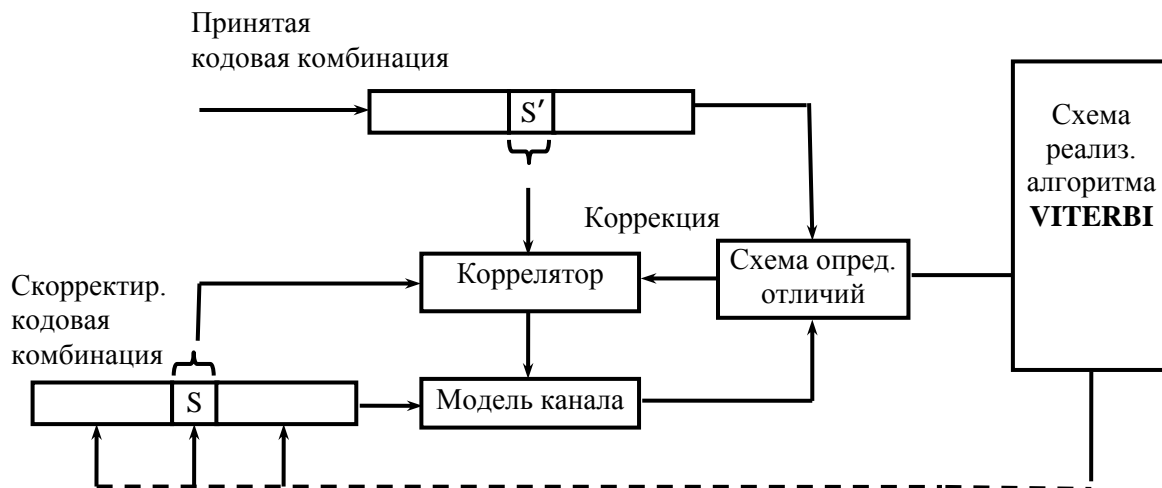 Принятая
кодовая комбинация
S′
Схема
реализ.
алгоритма
VITERBI
Коррекция
Коррелятор
Схема опред.
отличий
Скорректир.
кодовая
комбинация
S
Модель канала